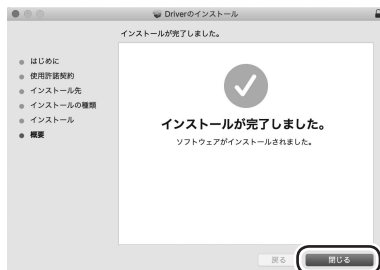 Driverのインストール
インストールが完了しました。
はじめに
使用許諾契約
インストール先
インストールの種類
インストール
概要
インストールが完了しました。
ソフトウェアがインストールされました。
戻る
閉じる